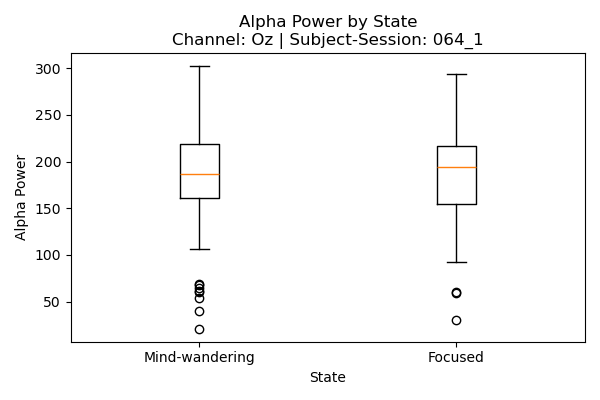 Alpha Power by State
Channel: Oz | Subject-Session: 064_1
300
250
200
150
100
50
Alpha Power
Mind-wandering
Focused
State